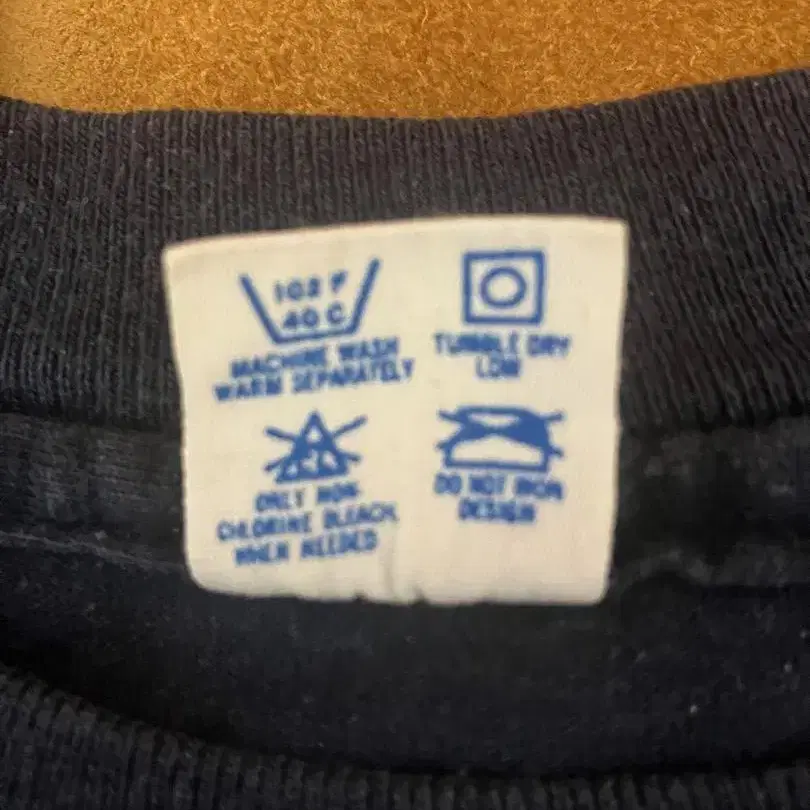 102 F
40 C
MACHINE WASH
WARM SEPARATELY
TUMBLE DRY
LOW
ONLY NON
CHLORINE BLEACH
WHEN NEEDED
DO NOT IRON
DESIGN